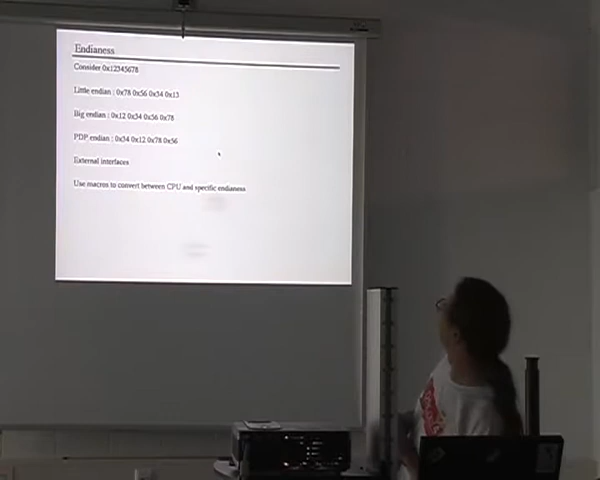 Endianess
Consider 0x12345678
Little endian : 0x78 0x56 0x34 0x13
Big endian : 0x12 0x34 0x56 0x78
PDP endian : 0x34 0x12 0x78 0x56
External interfaces
Use macros to convert between CPU and specific endianess